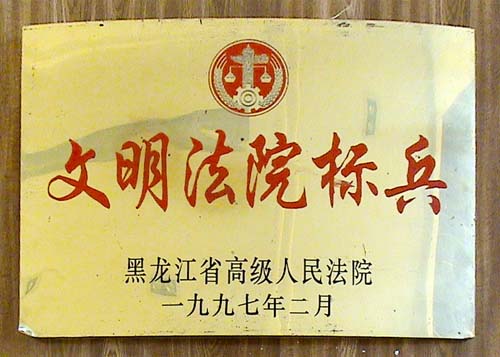 文明法院标兵
黑龙江省高级人民法院
一九九七年二月